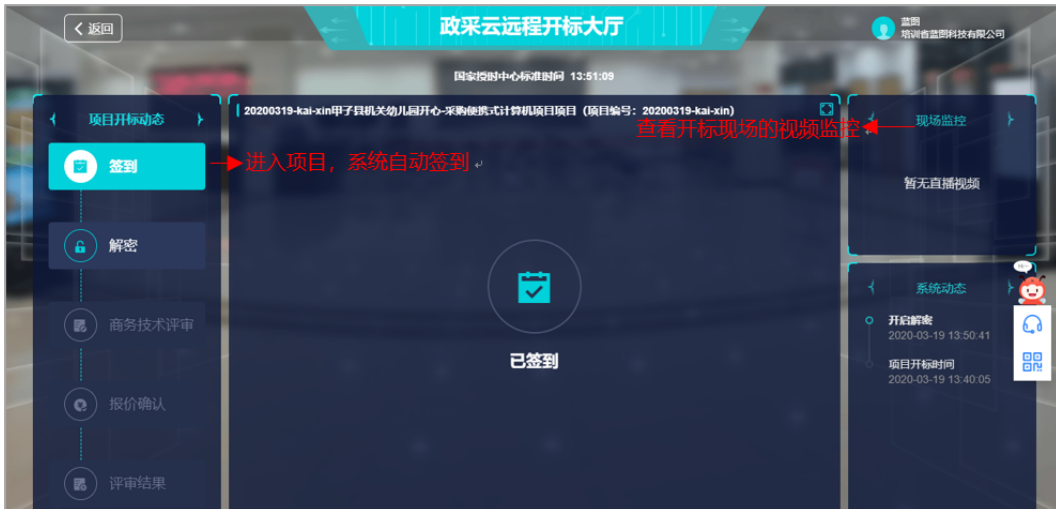 返回
政采云远程开标大厅
蓝图
培训省蓝图科技有限公司
国家授时中心标准时间 13:51:09
项目开标动态
20200319-kai-xin甲子县机关幼儿园开心-采购便携式计算机项目项目（项目编号：20200319-kai-xin）
现场监控
查看开标现场的视频监控
签到
进入项目，系统自动签到
暂无直播视频
解密
系统动态
商务技术评审
开启解密
2020-03-19 13:50:41
已签到
项目开标时间
2020-03-19 13:40:05
报价确认
评审结果